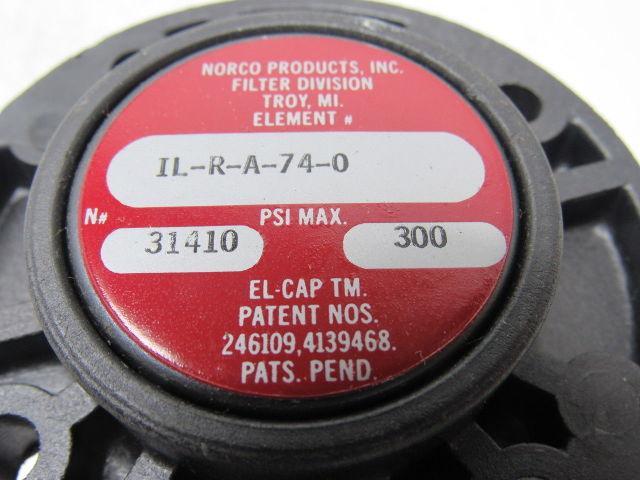 NORCO PRODUCTS, INC.
FILTER DIVISION
TROY, MI.
ELEMENT #
IL-R-A-74-0
N# PSI MAX.
31410 300
EL-CAP TM.
PATENT NOS.
246109,4139468.
PATS. PEND.